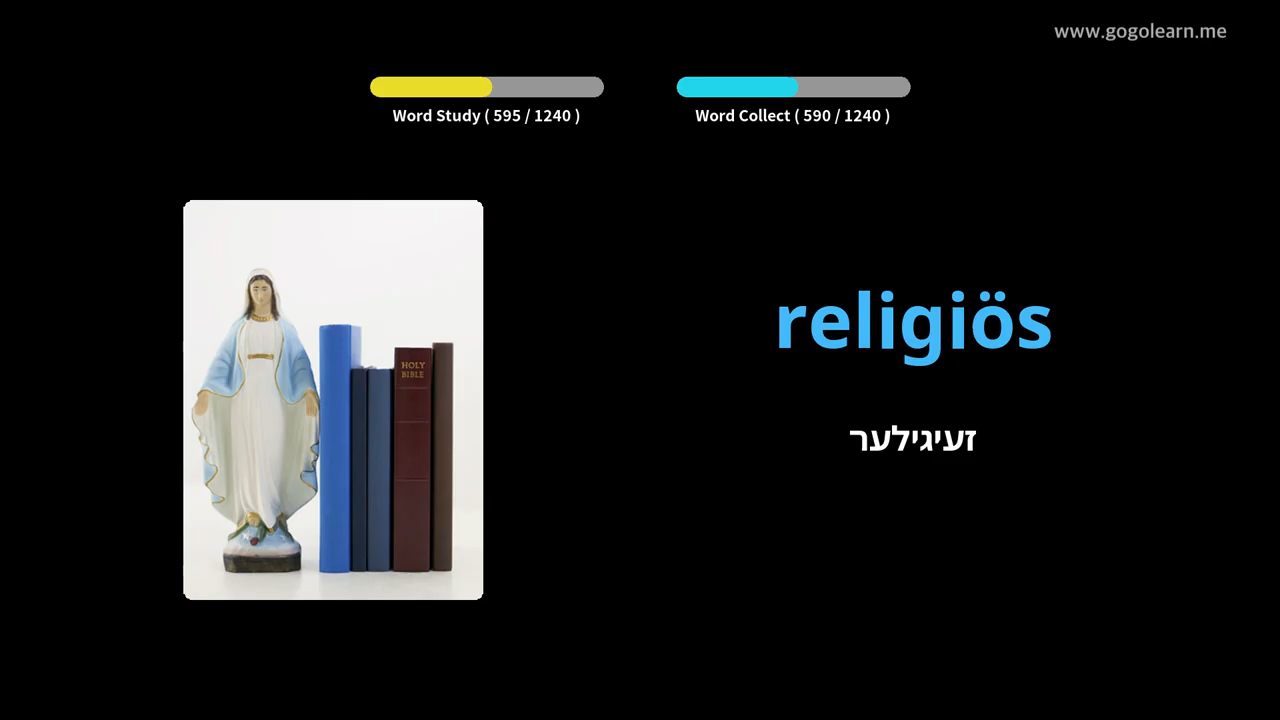 www.gogolearn.me
Word Study ( 595 / 1240 )
Word Collect ( 590 / 1240 )
HOLY
BIBLE
religiös
זעיגילער